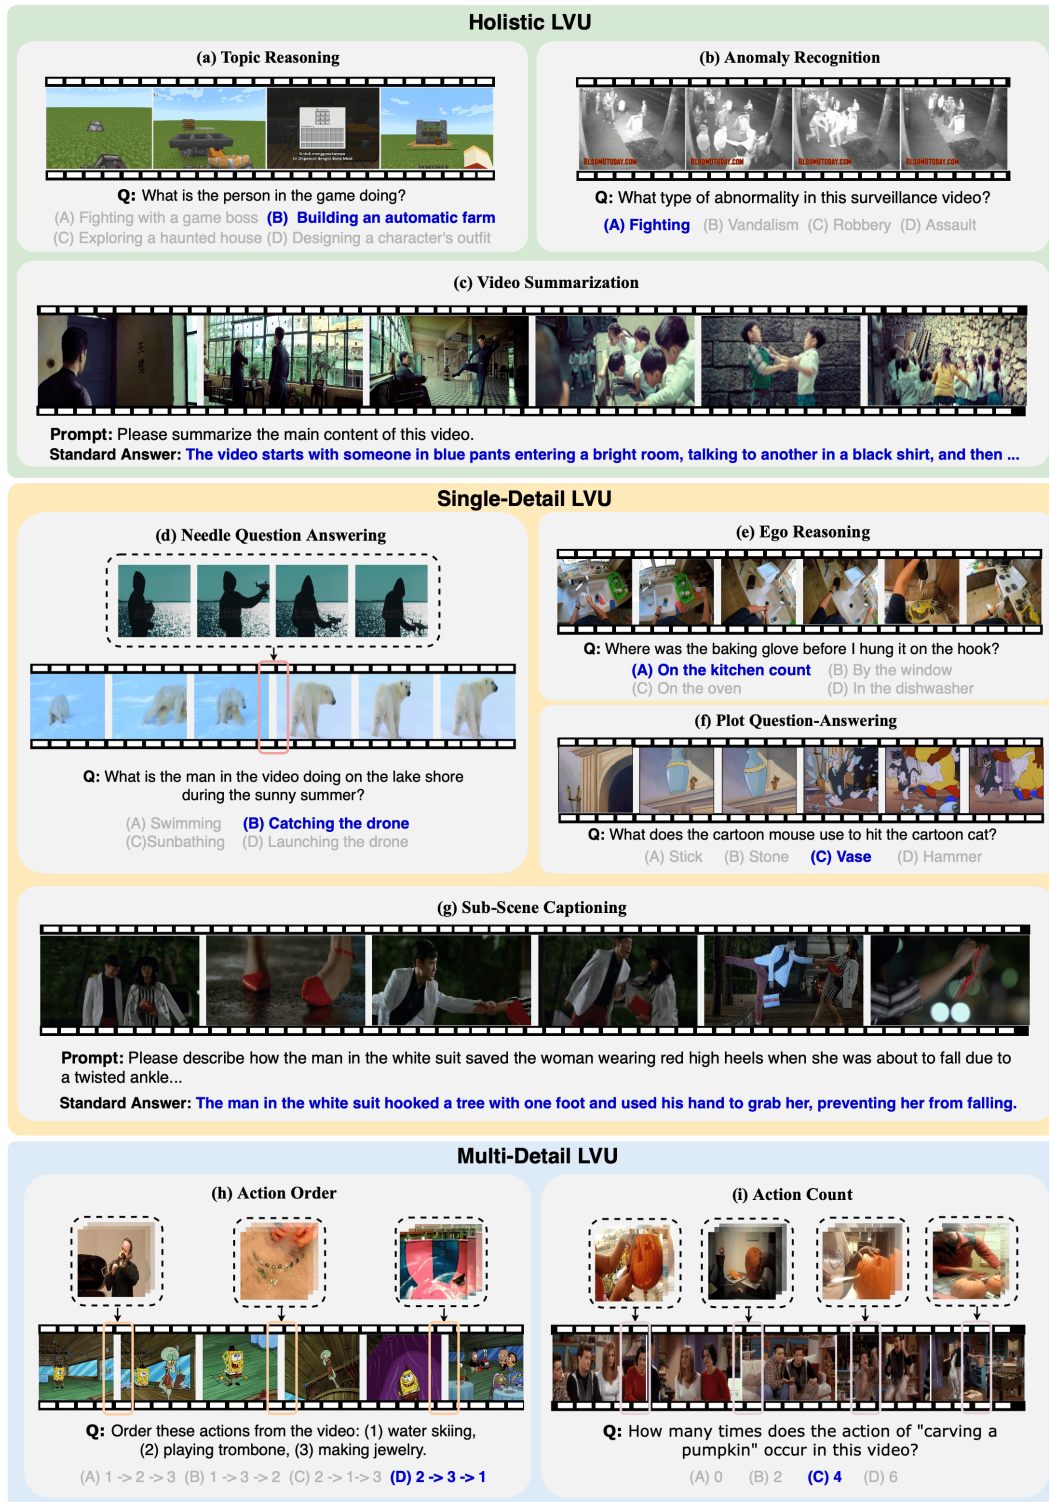 Holistic LVU
(a) Topic Reasoning
Q: What is the person in the game doing?
(A) Fighting with a game boss (B) Building an automatic farm
(C) Exploring a haunted house (D) Designing a character's outfit
(b) Anomaly Recognition
BLOOMUTODAY.COM BLOOMUTODAY.COM BLOOMUTODAY.COM BLOOMUTODAY.COM
Q: What type of abnormality in this surveillance video?
(A) Fighting (B) Vandalism (C) Robbery (D) Assault
(c) Video Summarization
Prompt: Please summarize the main content of this video.
Standard Answer: The video starts with someone in blue pants entering a bright room, talking to another in a black shirt, and then ...
Single-Detail LVU
(d) Needle Question Answering
Q: What is the man in the video doing on the lake shore
during the sunny summer?
(A) Swimming (B) Catching the drone
(C)Sunbathing (D) Launching the drone
(e) Ego Reasoning
Q: Where was the baking glove before I hung it on the hook?
(A) On the kitchen count (B) By the window
(C) On the oven (D) In the dishwasher
(f) Plot Question-Answering
Q: What does the cartoon mouse use to hit the cartoon cat?
(A) Stick (B) Stone (C) Vase (D) Hammer
(g) Sub-Scene Captioning
Prompt: Please describe how the man in the white suit saved the woman wearing red high heels when she was about to fall due to
a twisted ankle...
Standard Answer: The man in the white suit hooked a tree with one foot and used his hand to grab her, preventing her from falling.
Multi-Detail LVU
(h) Action Order
Q: Order these actions from the video: (1) water skiing,
(2) playing trombone, (3) making jewelry.
(A) 1 -> 2 -> 3 (B) 1 -> 3 -> 2 (C) 2 -> 1-> 3 (D) 2 -> 3 -> 1
(i) Action Count
Q: How many times does the action of "carving a
pumpkin" occur in this video?
(A) 0 (B) 2 (C) 4 (D) 6